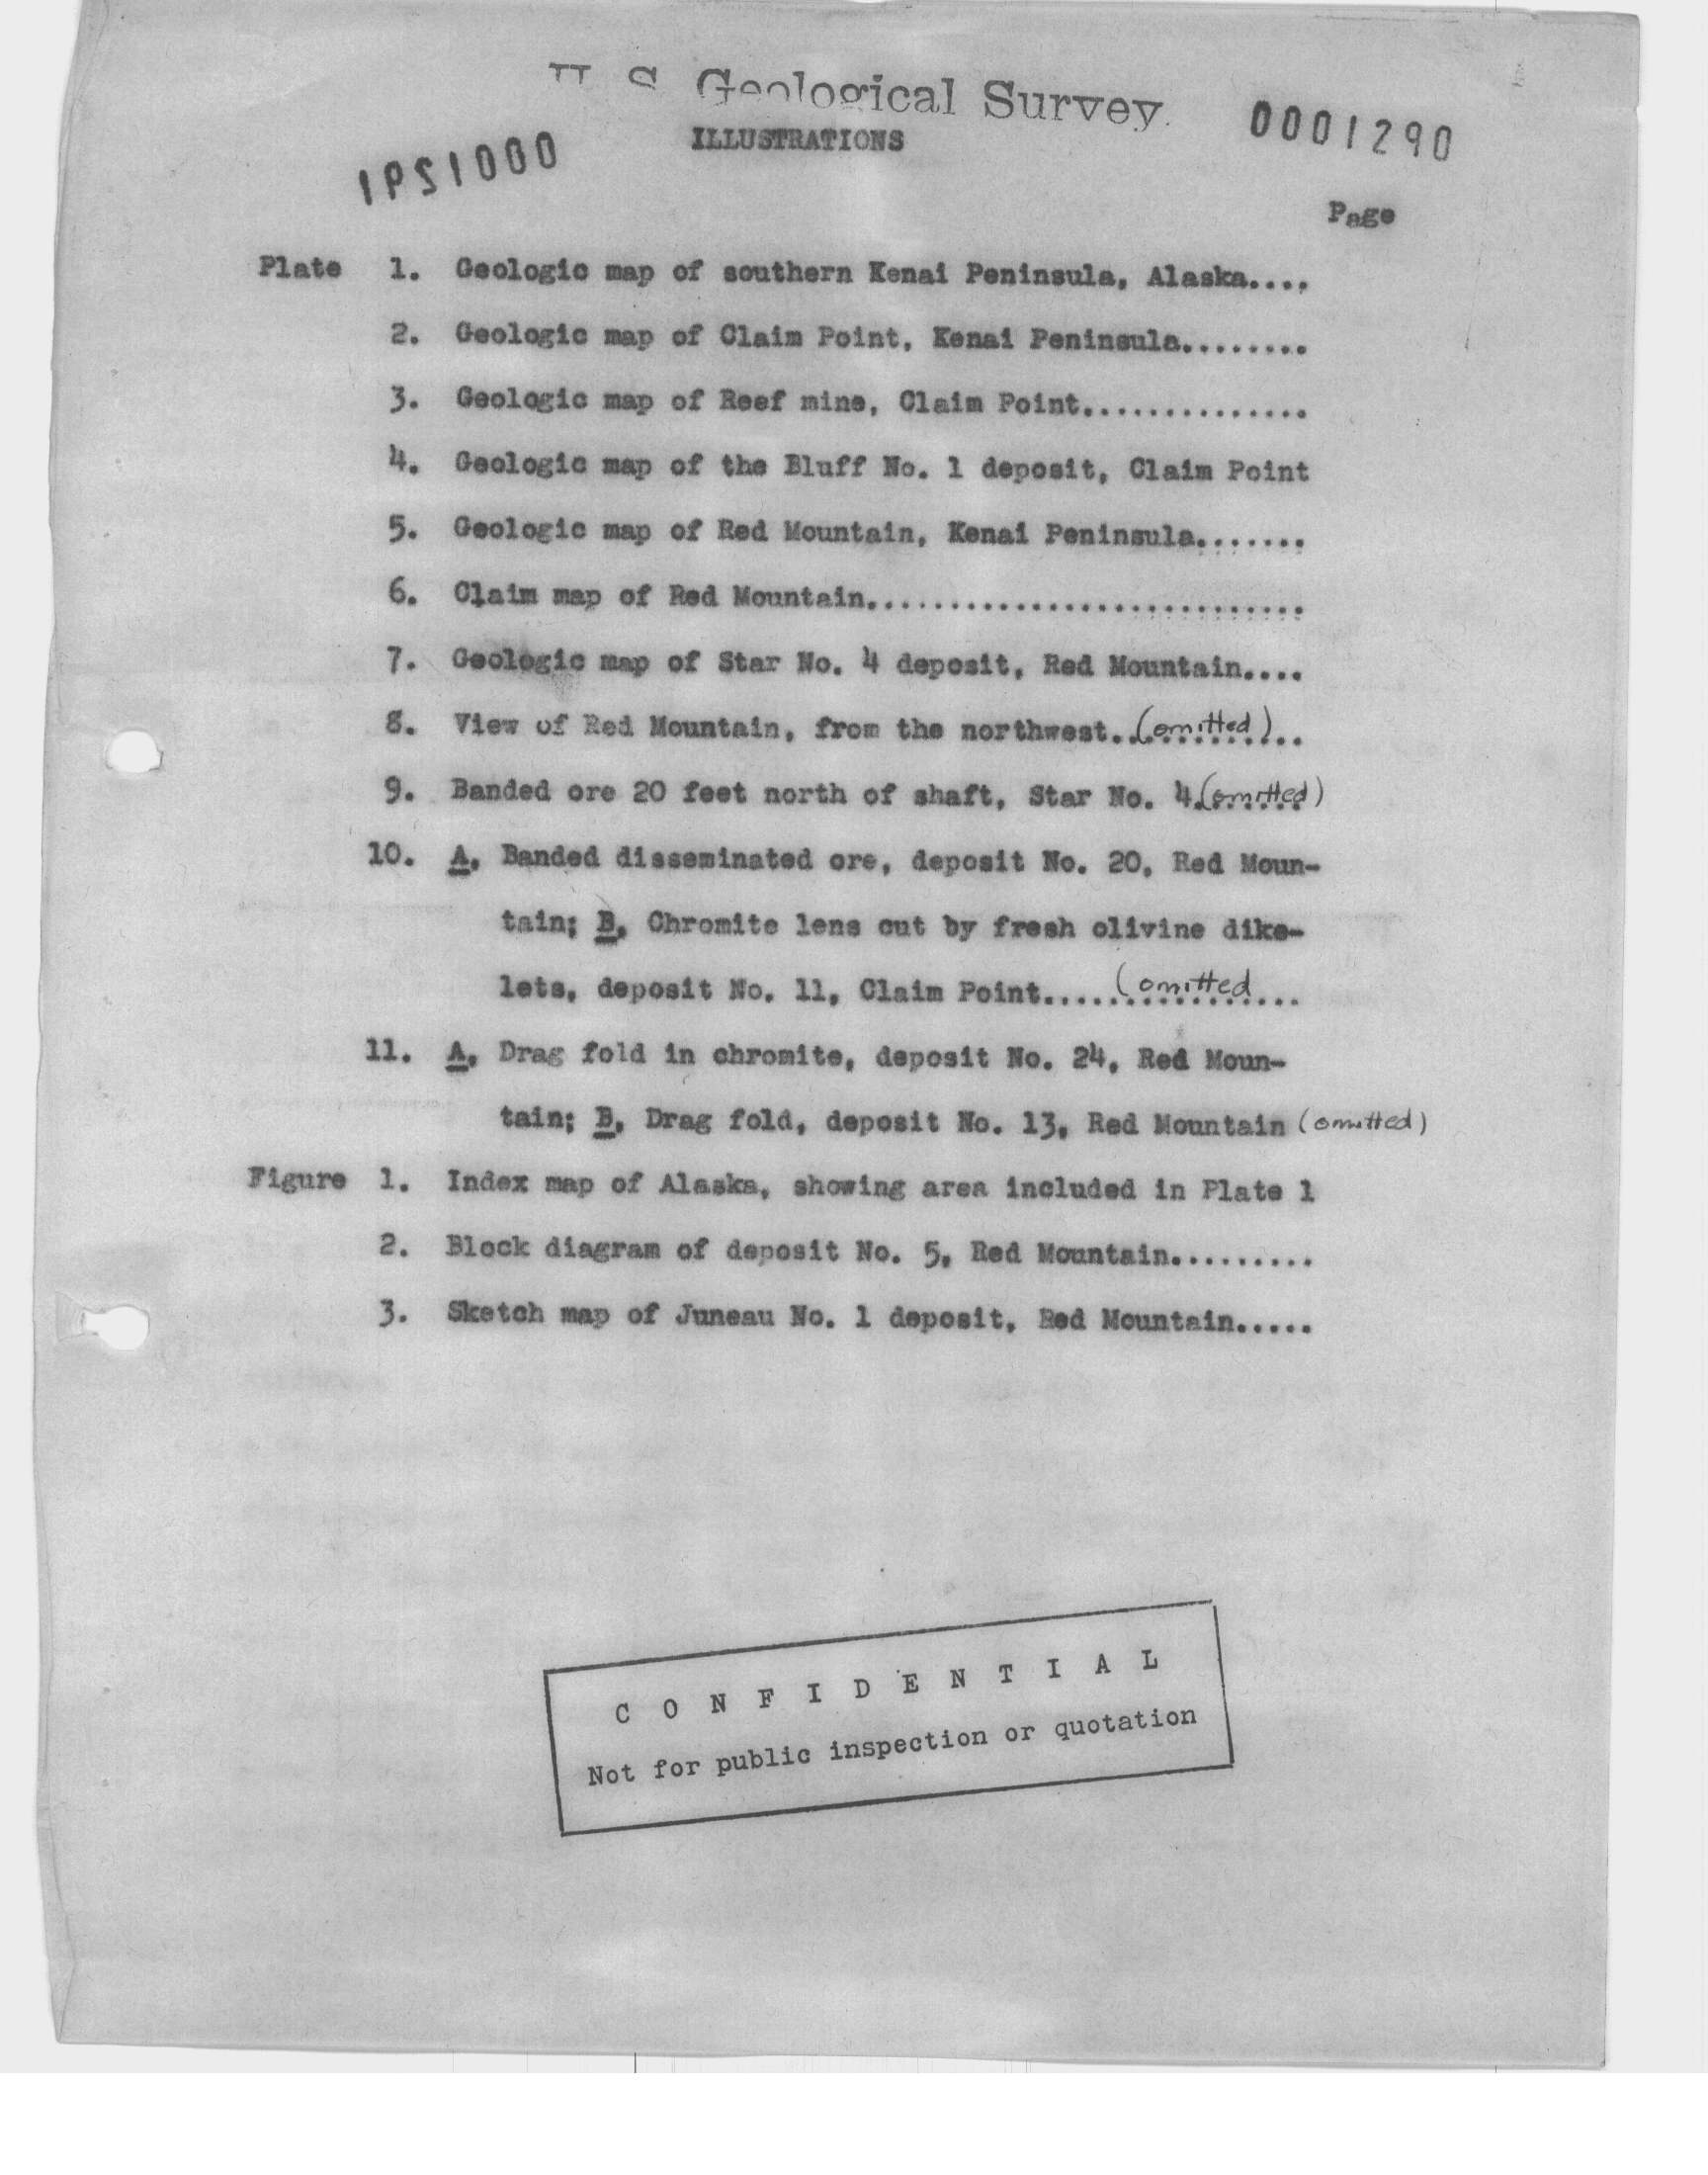 U. S. Geological Survey.
ILLUSTRATIONS
0001290
0001291
Page
Plate 1. Geologic map of southern Kenai Peninsula, Alaska....
2. Geologic map of Claim Point, Kenai Peninsula........
3. Geologic map of Reef mine, Claim Point..............
4. Geologic map of the Bluff No. 1 deposit, Claim Point
5. Geologic map of Red Mountain, Kenai Peninsula.......
6. Claim map of Red Mountain...........................
7. Geologic map of Star No. 4 deposit, Red Mountain....
8. View of Red Mountain, from the northwest..(omitted)..
9. Banded ore 20 feet north of shaft, Star No. 4.(omitted)
10. A, Banded disseminated ore, deposit No. 20, Red Moun-
tain; B, Chromite lens cut by fresh olivine dike-
lets, deposit No. 11, Claim Point.....(omitted...
11. A, Drag fold in chromite, deposit No. 24, Red Moun-
tain; B, Drag fold, deposit No. 13, Red Mountain (omitted)
Figure 1. Index map of Alaska, showing area included in Plate 1
2. Block diagram of deposit No. 5, Red Mountain.........
3. Sketch map of Juneau No. 1 deposit, Red Mountain.....
CONFIDENTIAL
Not for public inspection or quotation